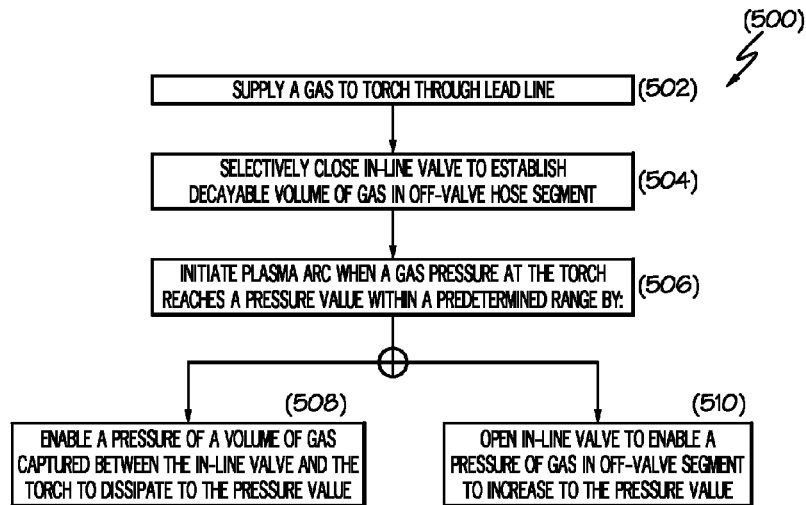 (500)
SUPPLY A GAS TO TORCH THROUGH LEAD LINE
(502)
SELECTIVELY CLOSE IN-LINE VALVE TO ESTABLISH
DECAYABLE VOLUME OF GAS IN OFF-VALVE HOSE SEGMENT
(504)
INITIATE PLASMA ARC WHEN A GAS PRESSURE AT THE TORCH
REACHES A PRESSURE VALUE WITHIN A PREDETERMINED RANGE BY:
(506)
(508)
ENABLE A PRESSURE OF A VOLUME OF GAS
CAPTURED BETWEEN THE IN-LINE VALVE AND THE
TORCH TO DISSIPATE TO THE PRESSURE VALUE
(510)
OPEN IN-LINE VALVE TO ENABLE A
PRESSURE OF GAS IN OFF-VALVE SEGMENT
TO INCREASE TO THE PRESSURE VALUE